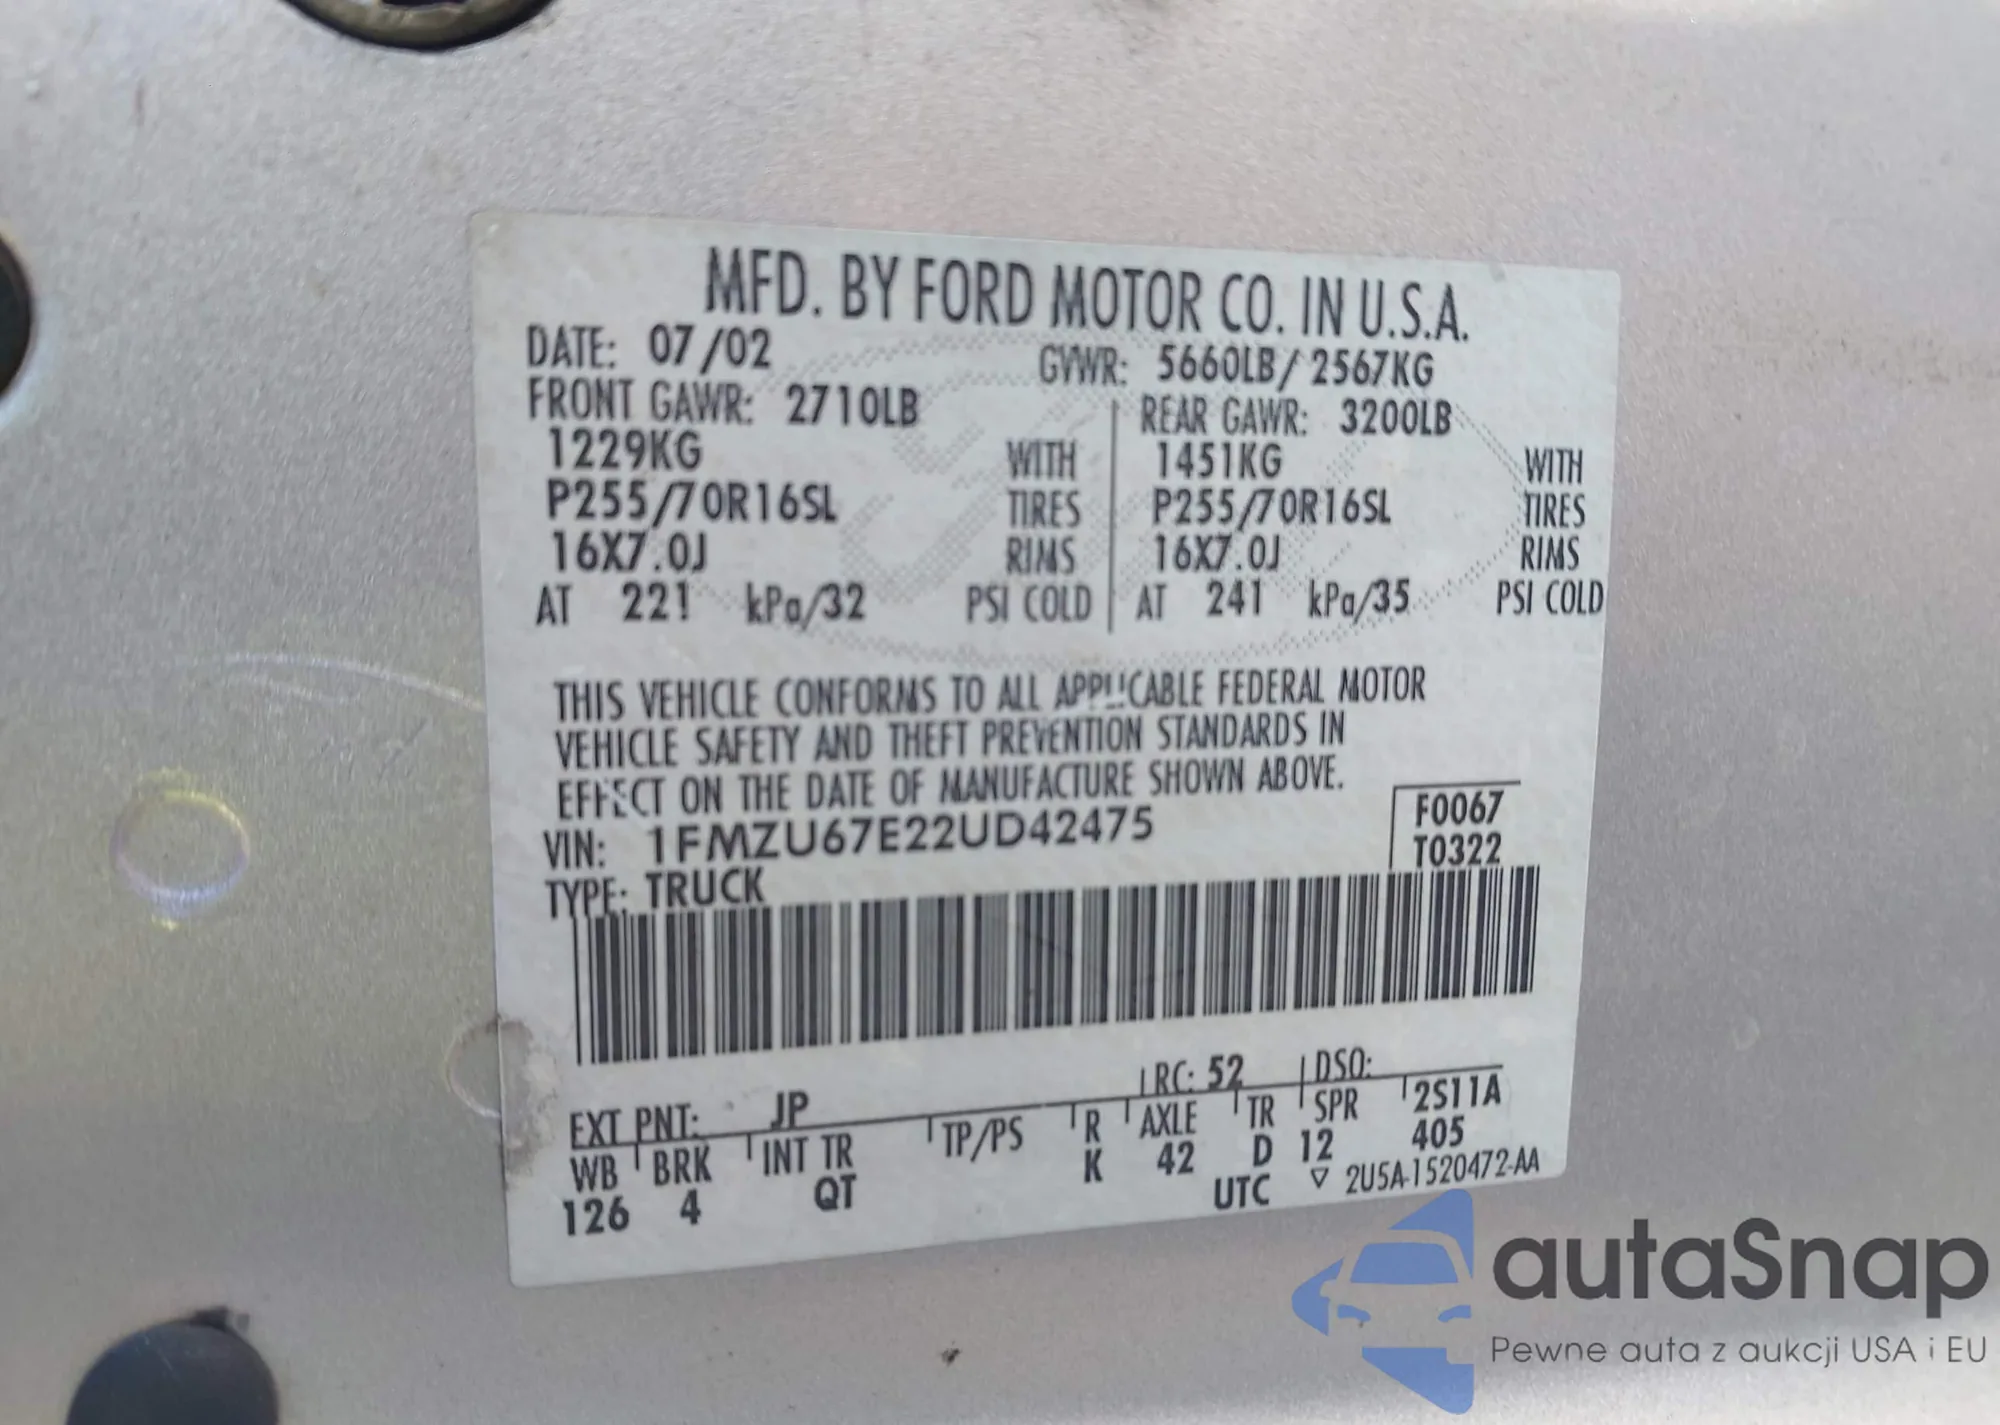 MFD. BY FORD MOTOR CO. IN U.S.A.
DATE: 07/02 GVWR: 5660LB/2567KG
FRONT GAWR: 2710LB REAR GAWR: 3200LB
1229KG WITH 1451KG WITH
P255/70R16SL TIRES P255/70R16SL TIRES
16X7.0J RIMS 16X7.0J RIMS
AT 221 kPa/32 PSI COLD AT 241 kPa/35 PSI COLD
THIS VEHICLE CONFORMS TO ALL APPLICABLE FEDERAL MOTOR
VEHICLE SAFETY AND THEFT PREVENTION STANDARDS IN
EFFECT ON THE DATE OF MANUFACTURE SHOWN ABOVE.
VIN: 1FMZU67E22UD42475 F0067
TYPE: TRUCK T0322
EXT PNT: JP RC: 52 DSO:
WB BRK INT TR TP/PS R AXLE TR SPR 2S11A
126 4 QT K 42 D 12 405
UTC ▽ 2U5A-1520472-AA
autaSnap
Pewne auta z aukcji USA i EU